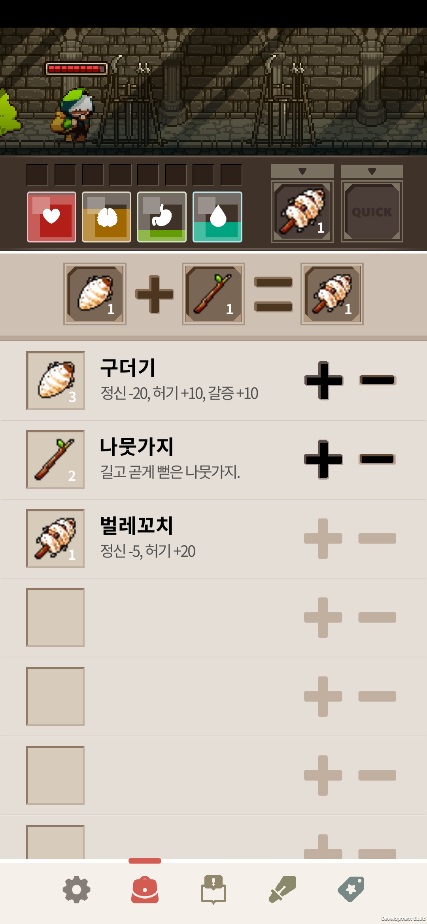 1
QUICK
1
1
1
구더기
정신 -20, 허기 +10, 갈증 +10
3
나뭇가지
길고 곧게 뻗은 나뭇가지.
2
벌레꼬치
정신 -5, 허기 +20
1
Development Build